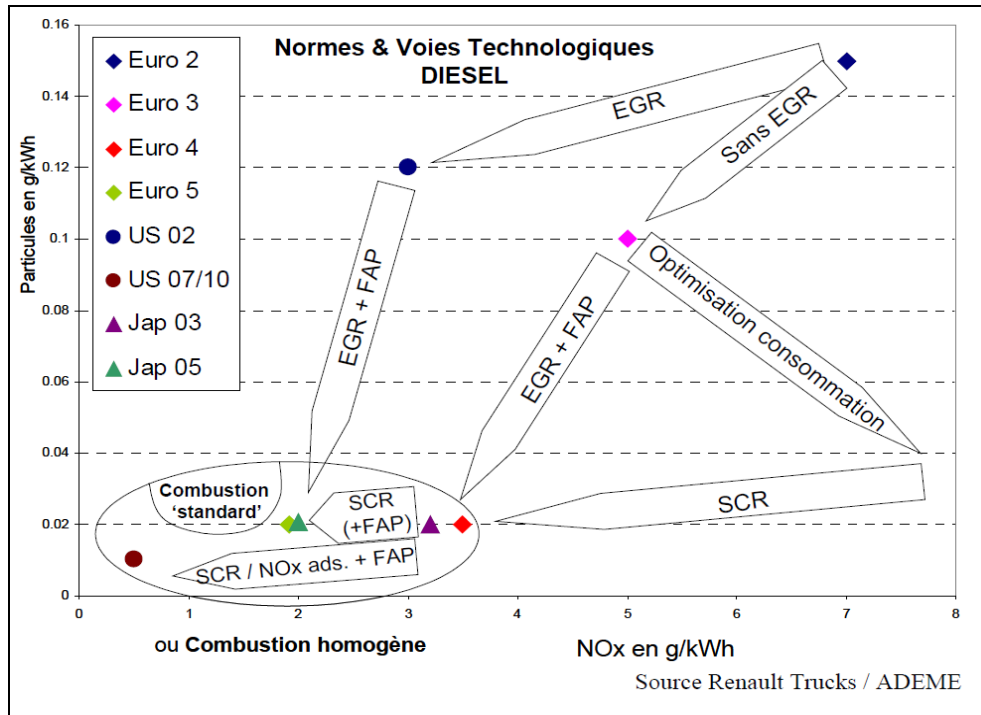 Normes & Voies Technologiques
DIESEL
Euro 2
Euro 3
Euro 4
Euro 5
US 02
US 07/10
Jap 03
Jap 05
Particules en g/kWh
0.16
0.14
0.12
0.1
0.08
0.06
0.04
0.02
0
EGR
Sans EGR
EGR + FAP
EGR + FAP
Optimisation consommation
SCR
Combustion
‘standard’
SCR
(+FAP)
SCR / NOx ads. + FAP
0 1 2 3 4 5 6 7 8
ou Combustion homogène
NOx en g/kWh
Source Renault Trucks / ADEME